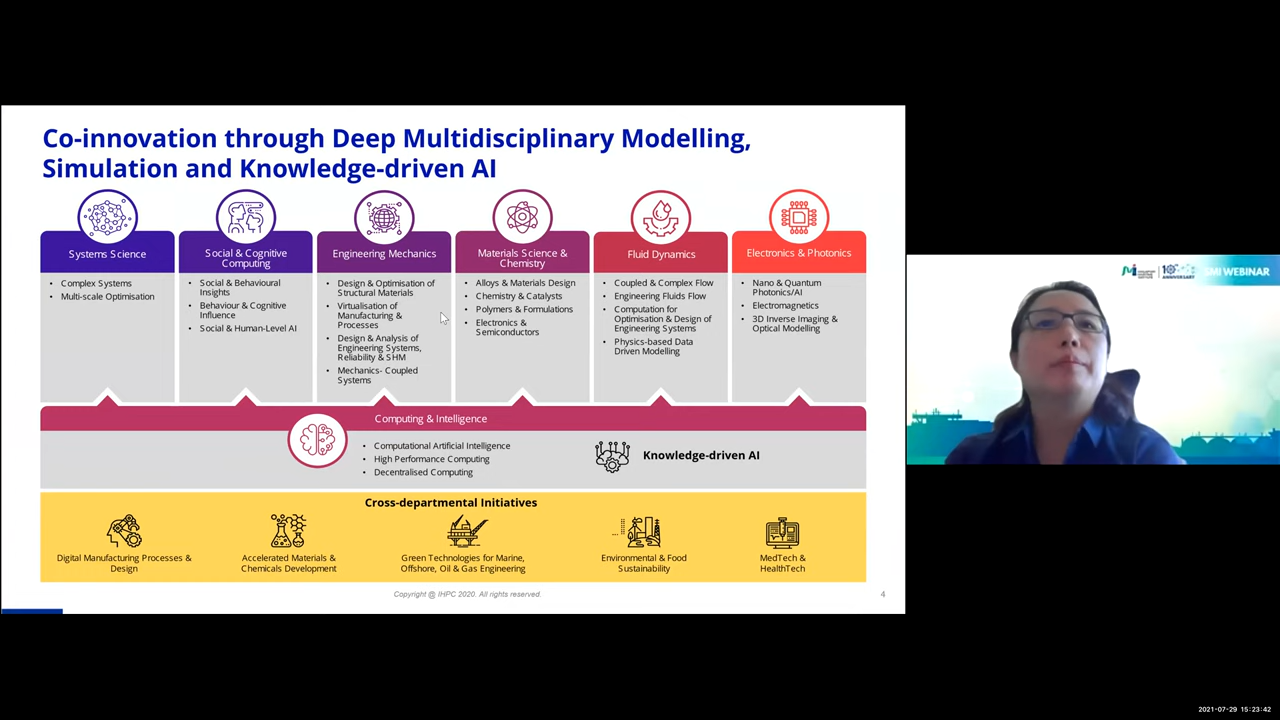 Co-innovation through Deep Multidisciplinary Modelling,
Simulation and Knowledge-driven AI
Systems Science
• Complex Systems
• Multi-scale Optimisation
Social & Cognitive
Computing
• Social & Behavioural
Insights
• Behaviour & Cognitive
Influence
• Social & Human-Level AI
Engineering Mechanics
• Design & Optimisation of
Structural Materials
• Virtualisation of
Manufacturing &
Processes
• Design & Analysis of
Engineering Systems,
Reliability & SHM
• Mechanics- Coupled
Systems
Materials Science &
Chemistry
• Alloys & Materials Design
• Chemistry & Catalysts
• Polymers & Formulations
• Electronics &
Semiconductors
Fluid Dynamics
• Coupled & Complex Flow
• Engineering Fluids Flow
• Computation for
Optimisation & Design of
Engineering Systems
• Physics-based Data
Driven Modelling
Electronics & Photonics
• Nano & Quantum
Photonics/AI
• Electromagnetics
• 3D Inverse Imaging &
Optical Modelling
Computing & Intelligence
• Computational Artificial Intelligence
• High Performance Computing
• Decentralised Computing
Knowledge-driven AI
Cross-departmental Initiatives
Digital Manufacturing Processes &
Design
Accelerated Materials &
Chemicals Development
Green Technologies for Marine,
Offshore, Oil & Gas Engineering
Environmental & Food
Sustainability
MedTech &
HealthTech
Copyright @ IHPC 2020. All rights reserved.
4
SMI WEBINAR
ANNIVERSARY
2021-07-29 15:23:42